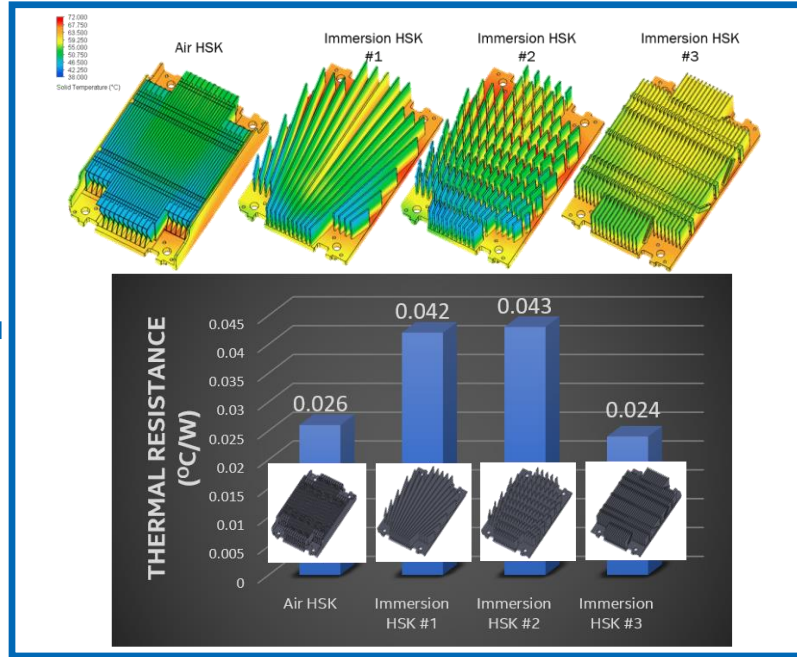 72.000
67.750
63.500
59.250
55.000
50.750
46.500
42.250
38.000
Solid Temperature (°C)
Air HSK
Immersion HSK
#1
Immersion HSK
#2
Immersion HSK
#3
THERMAL RESISTANCE
(⁰C/W)
0.045
0.04
0.035
0.03
0.025
0.02
0.015
0.01
0.005
0
0.026
0.042
0.043
0.024
Air HSK
Immersion
HSK #1
Immersion
HSK #2
Immersion
HSK #3